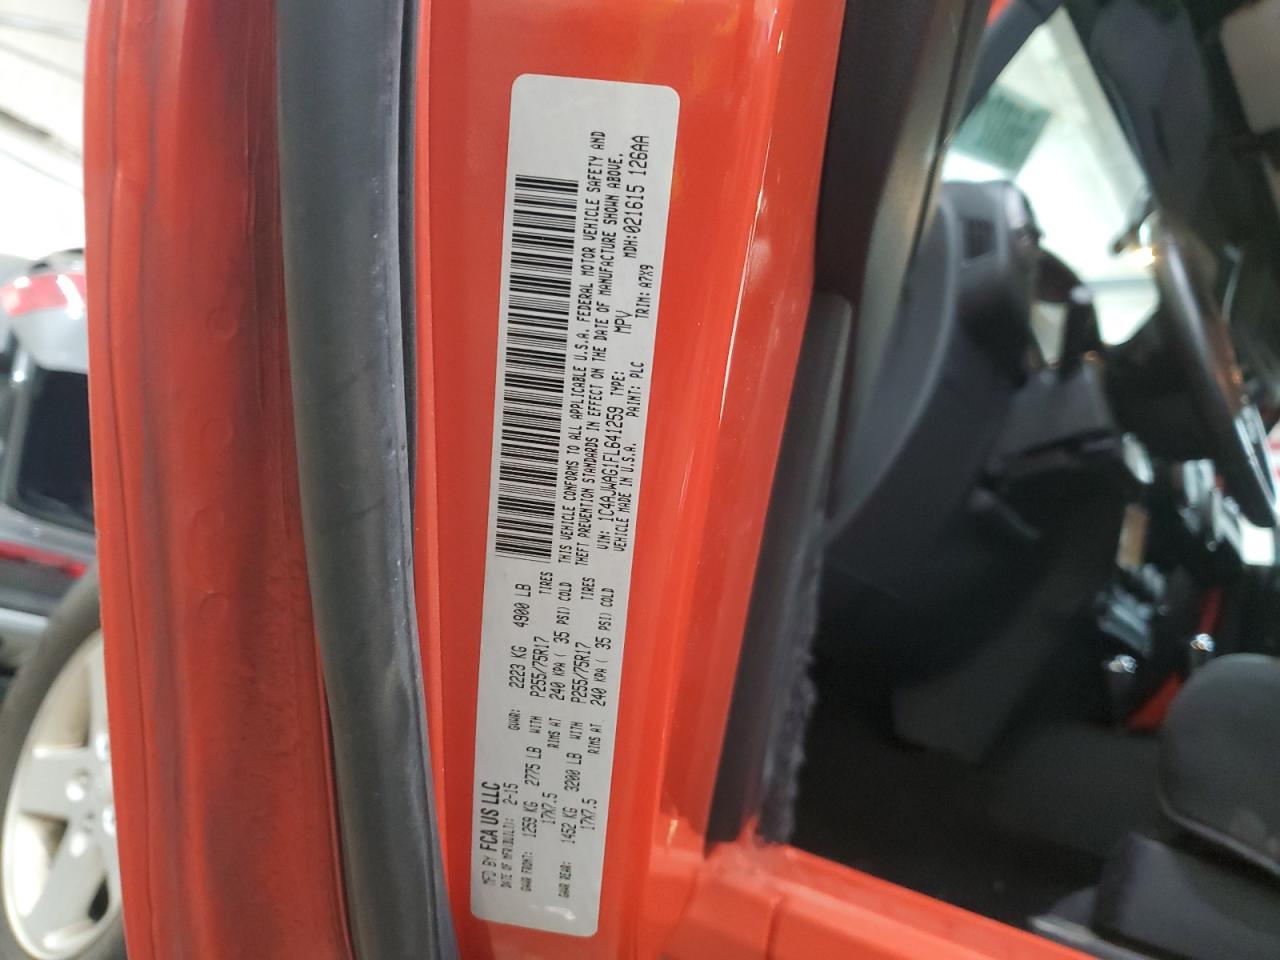 MFD BY FCA US LLC
DATE OF MFR(BUILT): 2-15 GVWR: 2223 KG 4900 LB
GAWR FRONT: 1259 KG 2775 LB WITH P255/75R17 TIRES
17X7.5 RIMS AT 240 KPA ( 35 PSI) COLD
GAWR REAR: 1452 KG 3200 LB WITH P255/75R17 TIRES
17X7.5 RIMS AT 240 KPA ( 35 PSI) COLD
THIS VEHICLE CONFORMS TO ALL APPLICABLE U.S.A. FEDERAL MOTOR VEHICLE SAFETY AND
THEFT PREVENTION STANDARDS IN EFFECT ON THE DATE OF MANUFACTURE SHOWN ABOVE.
VIN: 1C4AJWAG1FL641259 TYPE: MPV MDH:021615 126AA
VEHICLE MADE IN U.S.A. PAINT: PLC TRIM: A7X9